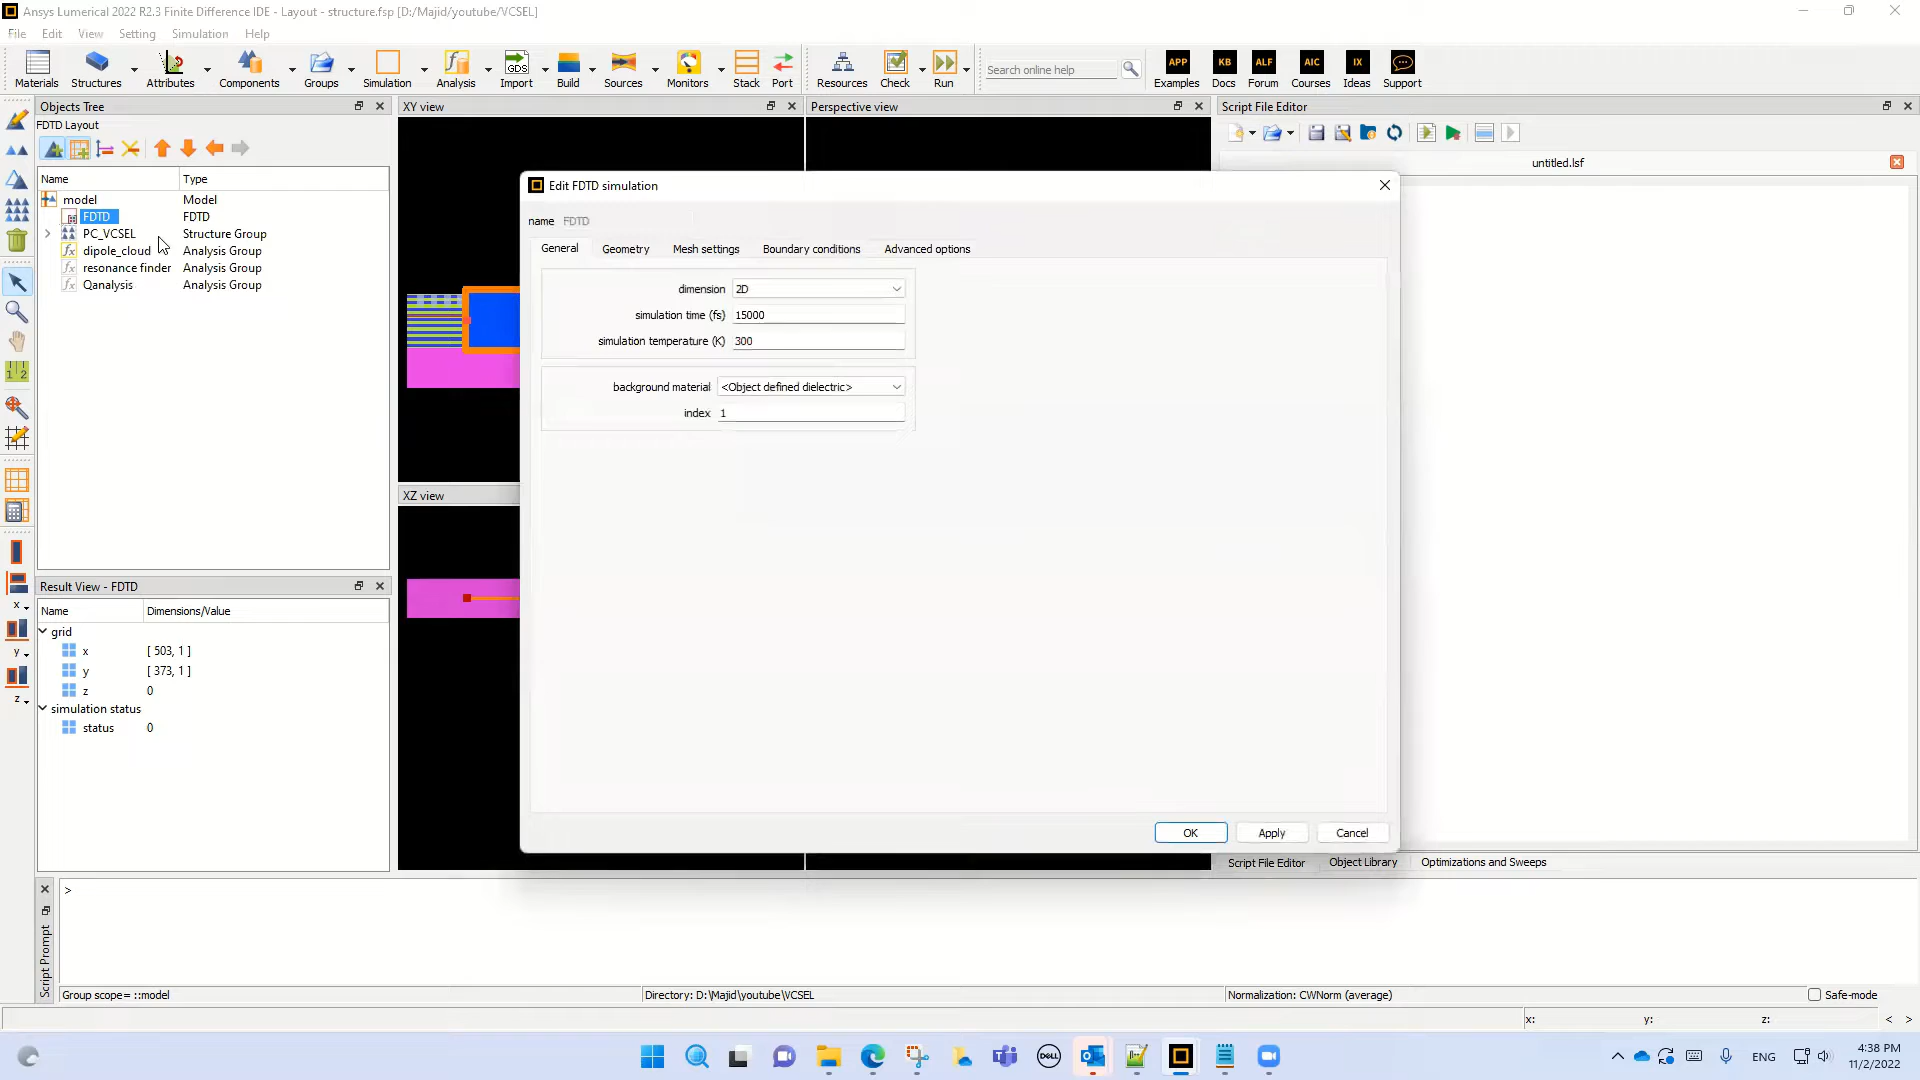 Ansys Lumerical 2022 R2.3 Finite Difference IDE - Layout - structure.fsp [D:/Majid/youtube/VCSEL]
File Edit View Setting Simulation Help
Materials Structures Attributes Components Groups Simulation Analysis Import Build Sources Monitors Stack Port Resources Check Run Search online help Examples Docs Forum Courses Ideas Support
GDS
APP KB ALF AIC IX
Objects Tree
FDTD Layout
Name Type
model Model
FDTD FDTD
PC_VCSEL Structure Group
dipole_cloud Analysis Group
resonance finder Analysis Group
Qanalysis Analysis Group
Result View - FDTD
Name Dimensions/Value
grid
x [ 503, 1 ]
y [ 373, 1 ]
z 0
simulation status
status 0
x
y
z
XY view
Perspective view
XZ view
Edit FDTD simulation
name FDTD
General Geometry Mesh settings Boundary conditions Advanced options
dimension 2D
simulation time (fs) 15000
simulation temperature (K) 300
background material <Object defined dielectric>
index 1
OK Apply Cancel
Script File Editor
untitled.lsf
Script File Editor Object Library Optimizations and Sweeps
Script Prompt
>
Group scope= ::model Directory: D:\Majid\youtube\VCSEL Normalization: CWNorm (average) Safe-mode
x: y: z: < >
DELL
ENG
4:38 PM
11/2/2022